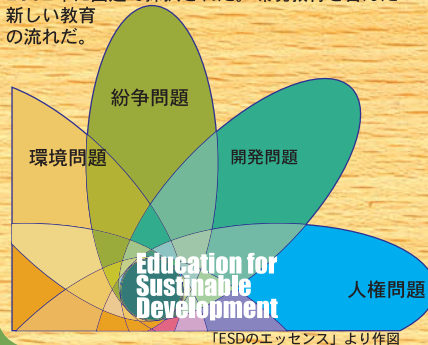 新しい教育
の流れだ。
紛争問題
環境問題
開発問題
Education for
Sustinable
Development
人権問題
「ESDのエッセンス」より作図